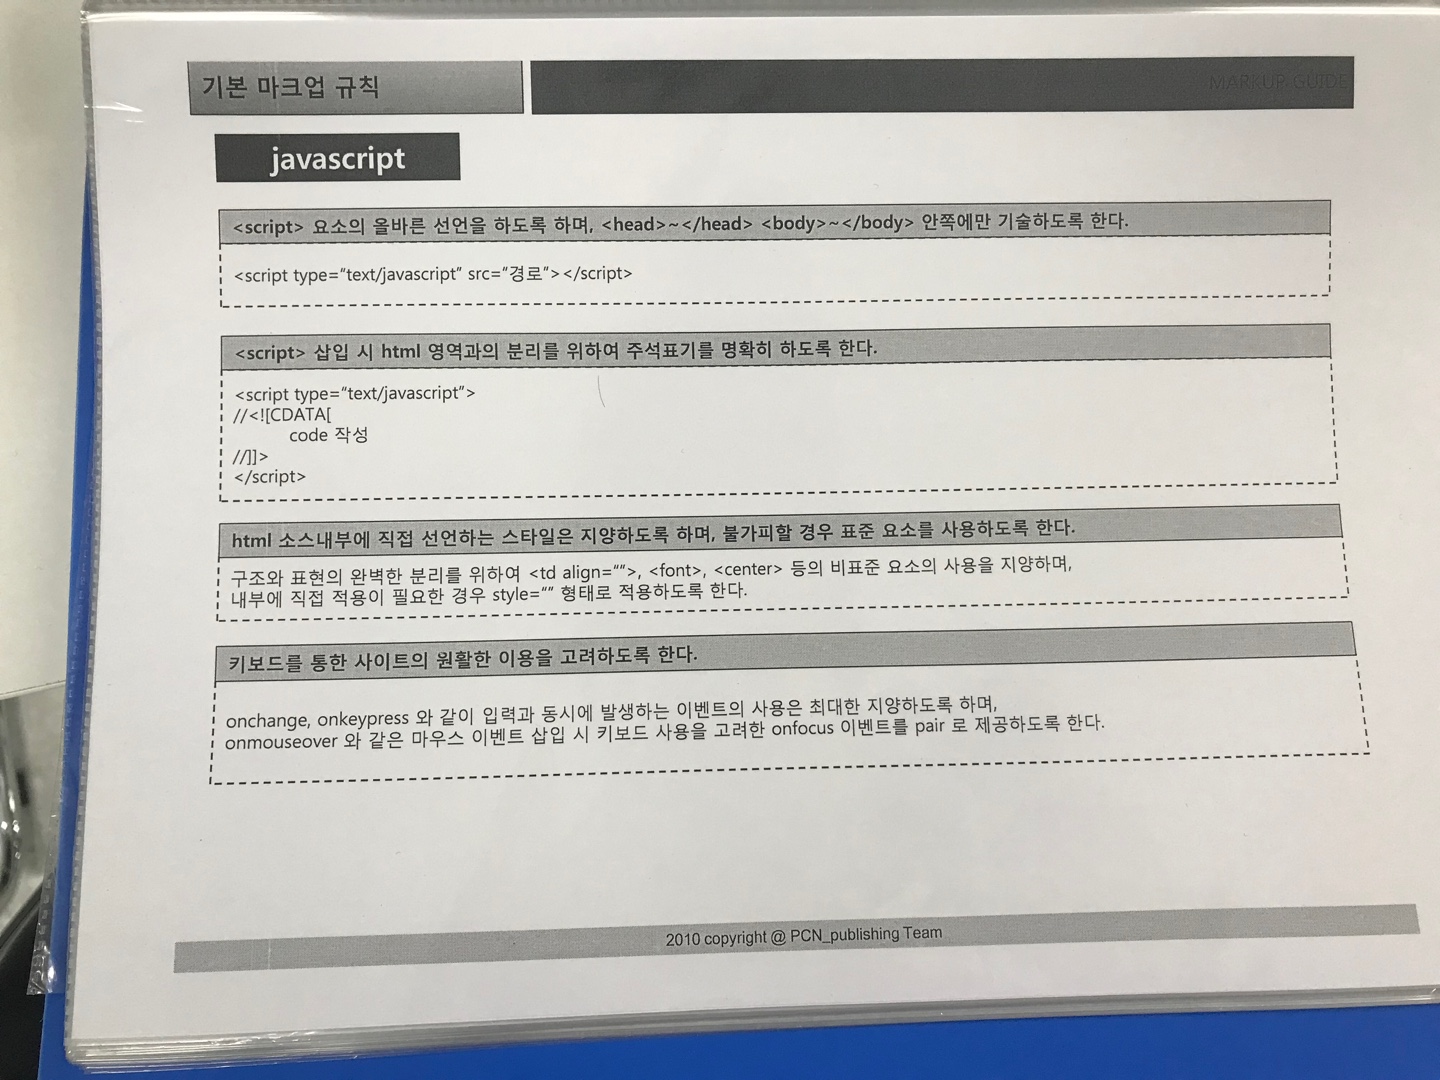 기본 마크업 규칙
MARKUP GUIDE
javascript
<script> 요소의 올바른 선언을 하도록 하며, <head>~</head> <body>~</body> 안쪽에만 기술하도록 한다.
<script type=“text/javascript” src=“경로”></script>
<script> 삽입 시 html 영역과의 분리를 위하여 주석표기를 명확히 하도록 한다.
<script type=“text/javascript”>
//<![CDATA[
code 작성
//]]>
</script>
html 소스내부에 직접 선언하는 스타일은 지양하도록 하며, 불가피할 경우 표준 요소를 사용하도록 한다.
구조와 표현의 완벽한 분리를 위하여 <td align=“”>, <font>, <center> 등의 비표준 요소의 사용을 지양하며,
내부에 직접 적용이 필요한 경우 style=“” 형태로 적용하도록 한다.
키보드를 통한 사이트의 원활한 이용을 고려하도록 한다.
onchange, onkeypress 와 같이 입력과 동시에 발생하는 이벤트의 사용은 최대한 지양하도록 하며,
onmouseover 와 같은 마우스 이벤트 삽입 시 키보드 사용을 고려한 onfocus 이벤트를 pair 로 제공하도록 한다.
2010 copyright @ PCN_publishing Team